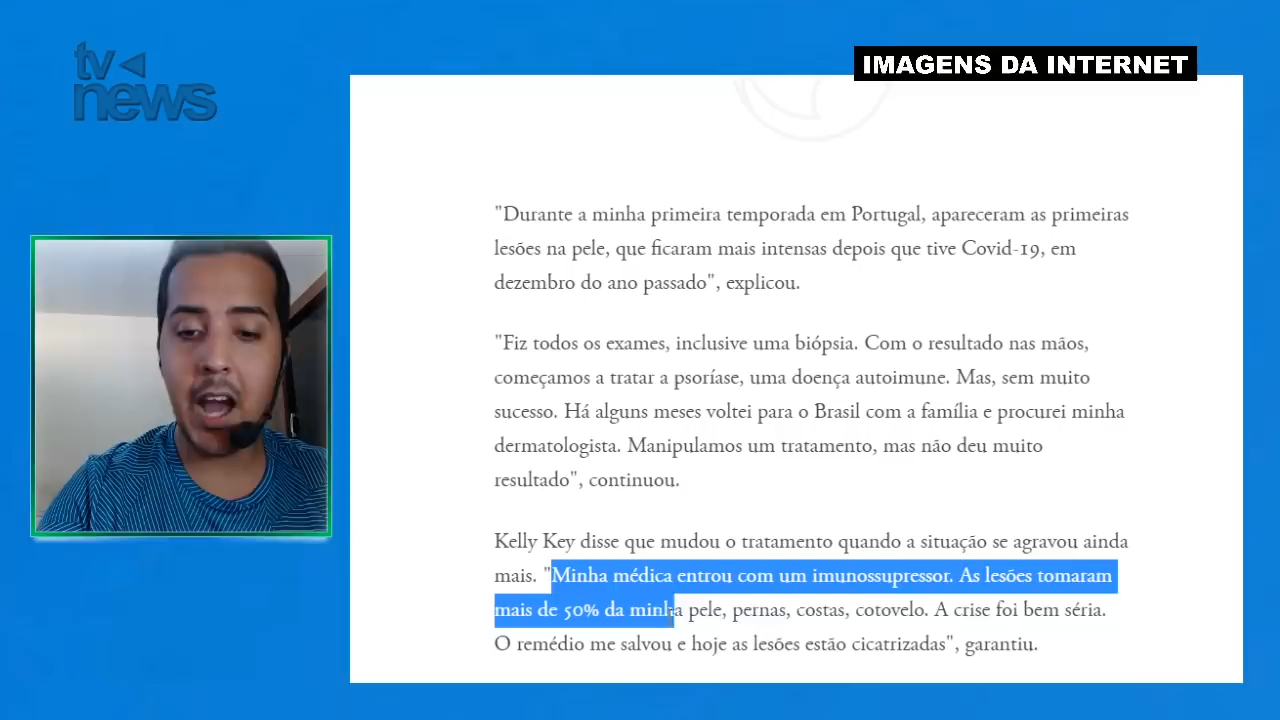 tv
news
IMAGENS DA INTERNET
"Durante a minha primeira temporada em Portugal, apareceram as primeiras
lesões na pele, que ficaram mais intensas depois que tive Covid-19, em
dezembro do ano passado", explicou.
"Fiz todos os exames, inclusive uma biópsia. Com o resultado nas mãos,
começamos a tratar a psoríase, uma doença autoimune. Mas, sem muito
sucesso. Há alguns meses voltei para o Brasil com a família e procurei minha
dermatologista. Manipulamos um tratamento, mas não deu muito
resultado", continuou.
Kelly Key disse que mudou o tratamento quando a situação se agravou ainda
mais. "Minha médica entrou com um imunossupressor. As lesões tomaram
mais de 50% da minha pele, pernas, costas, cotovelo. A crise foi bem séria.
O remédio me salvou e hoje as lesões estão cicatrizadas", garantiu.